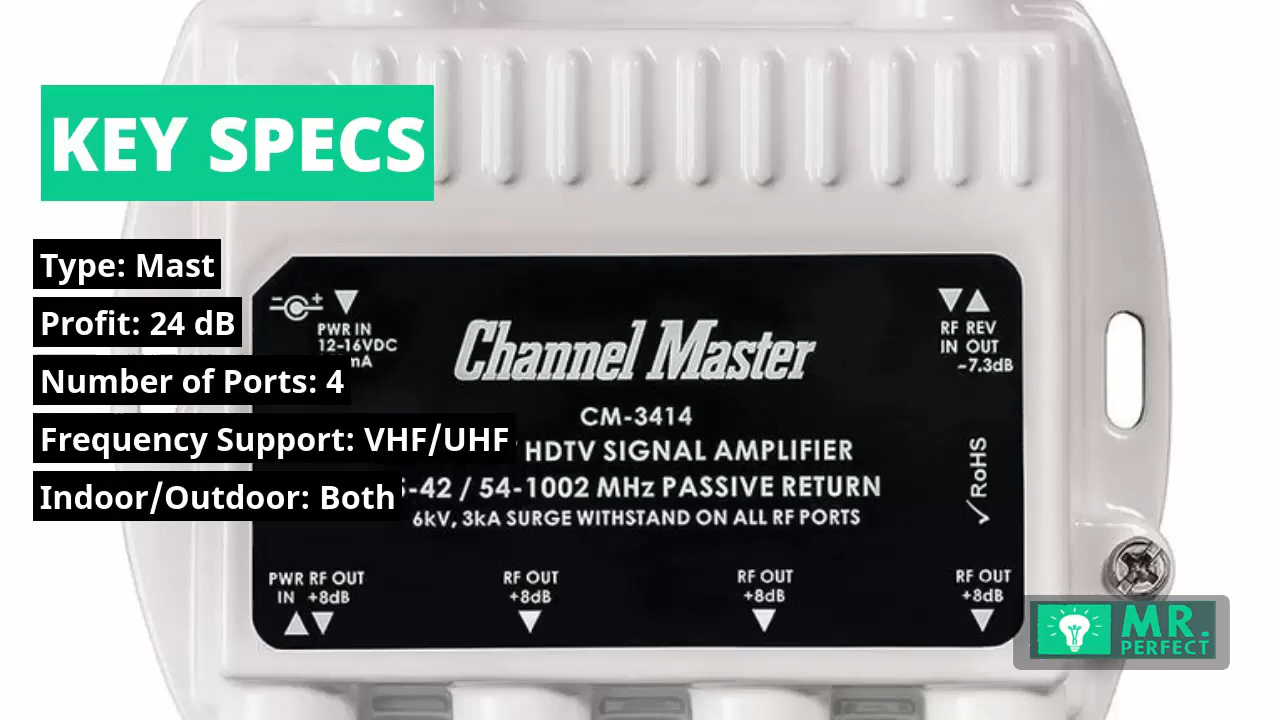 KEY SPECS
Type: Mast
Profit: 24 dB
Number of Ports: 4
Frequency Support: VHF/UHF
Indoor/Outdoor: Both
PWR IN
12-16VDC
mA
RF REV
IN OUT
-7.3dB
Channel Master
CM-3414
HDTV SIGNAL AMPLIFIER
-42 / 54-1002 MHz PASSIVE RETURN
6kV, 3kA SURGE WITHSTAND ON ALL RF PORTS
√RoHS
PWR RF OUT
IN +8dB
RF OUT
+8dB
RF OUT
+8dB
RF OUT
+8dB
MR.
PERFECT